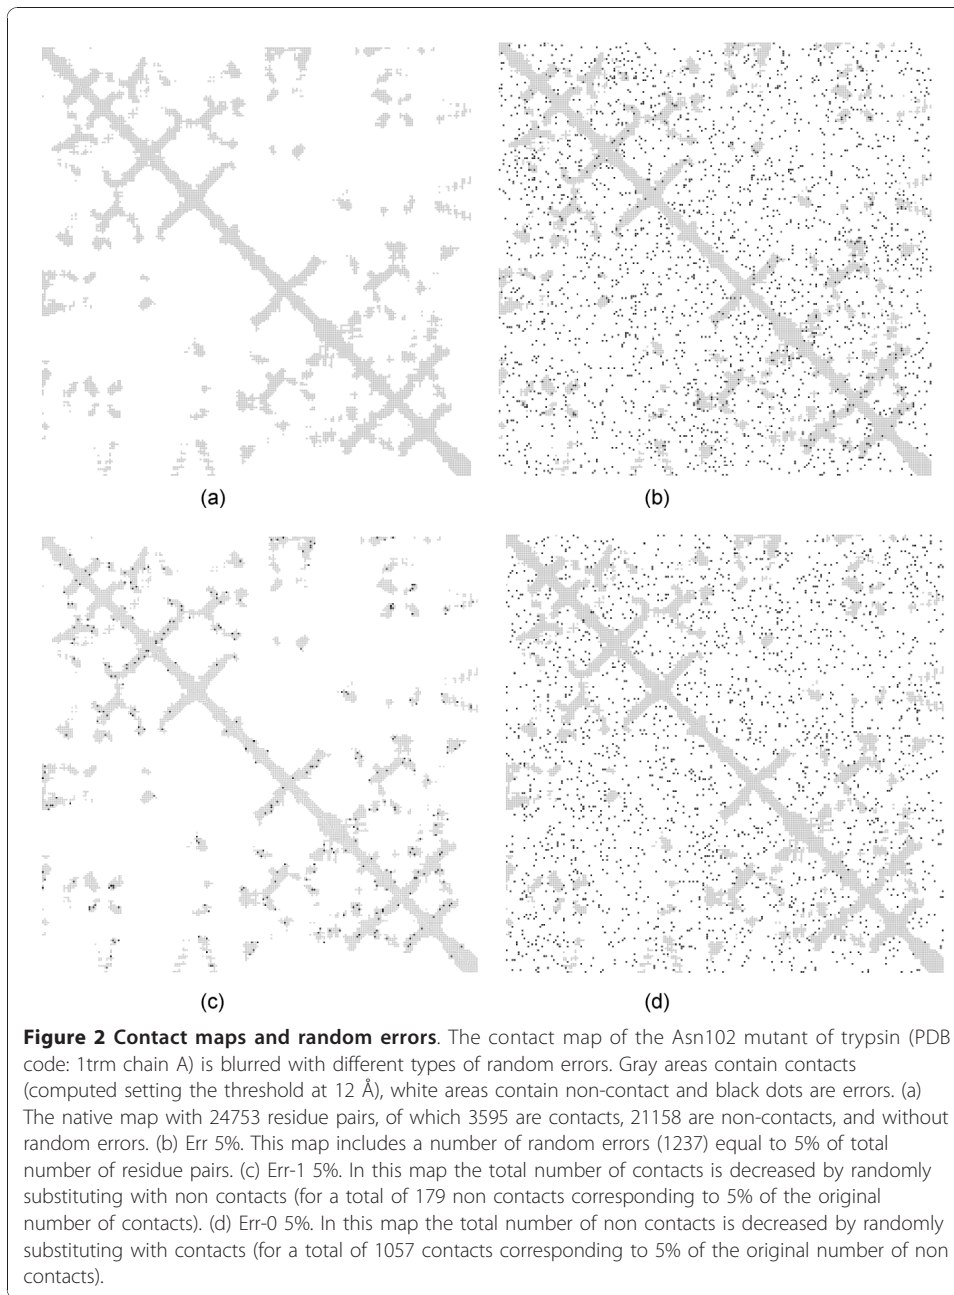 (a)
(b)
(c)
(d)
Figure 2 Contact maps and random errors. The contact map of the Asn102 mutant of trypsin (PDB
code: 1trm chain A) is blurred with different types of random errors. Gray areas contain contacts
(computed setting the threshold at 12 Å), white areas contain non-contact and black dots are errors. (a)
The native map with 24753 residue pairs, of which 3595 are contacts, 21158 are non-contacts, and without
random errors. (b) Err 5%. This map includes a number of random errors (1237) equal to 5% of total
number of residue pairs. (c) Err-1 5%. In this map the total number of contacts is decreased by randomly
substituting with non contacts (for a total of 179 non contacts corresponding to 5% of the original
number of contacts). (d) Err-0 5%. In this map the total number of non contacts is decreased by randomly
substituting with contacts (for a total of 1057 contacts corresponding to 5% of the original number of non
contacts).